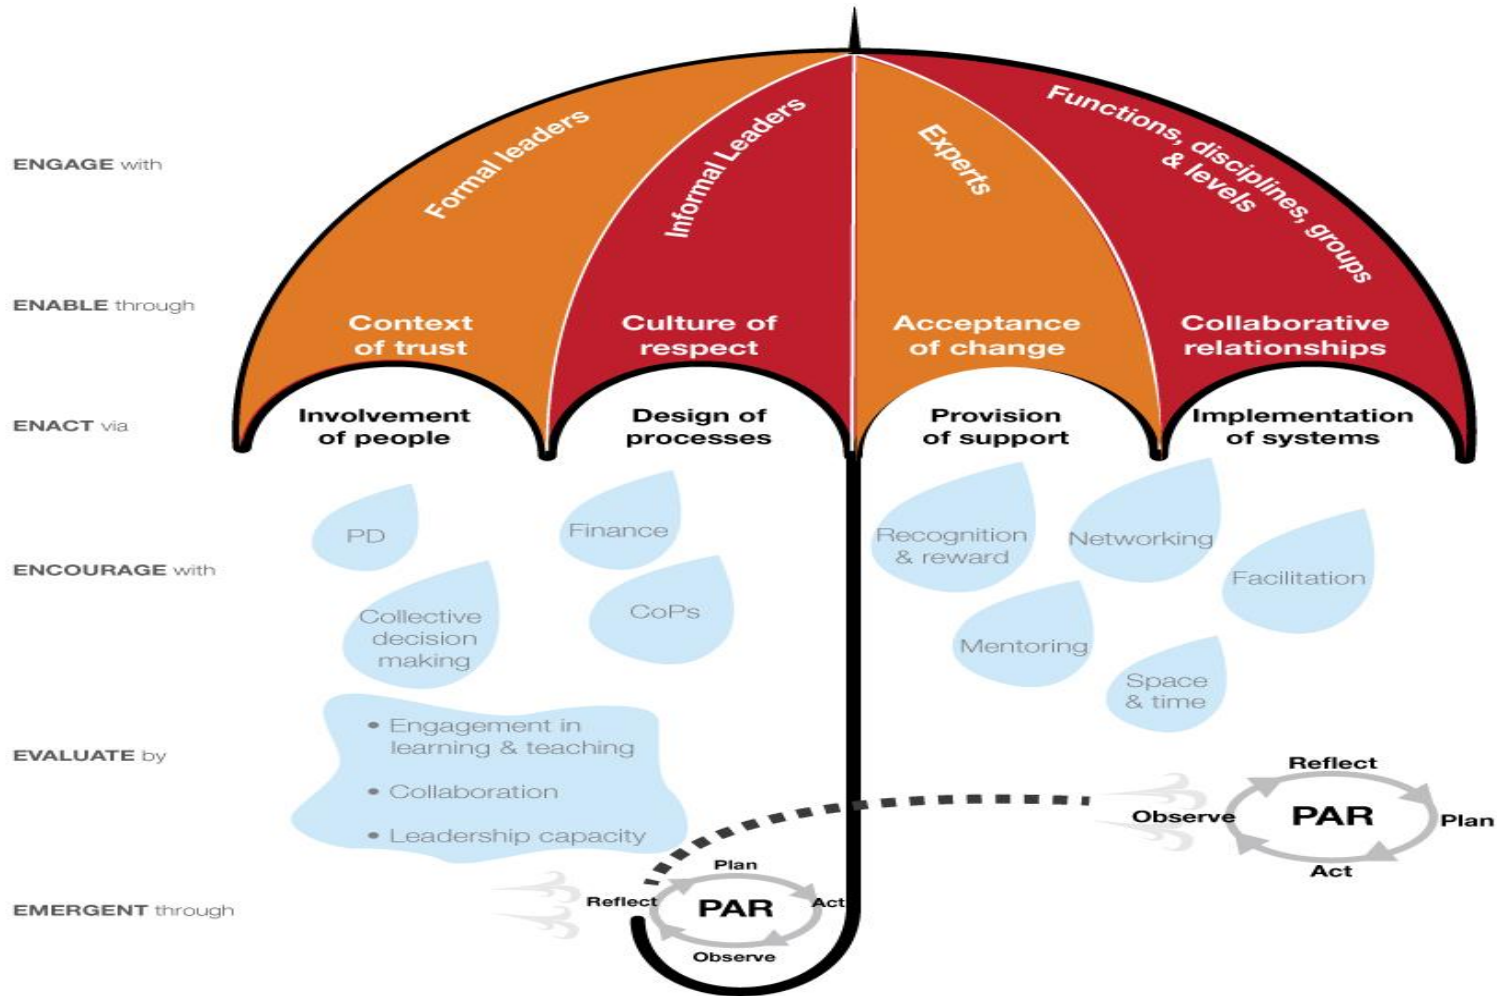 ENGAGE with
Formal leaders
Informal Leaders
Experts
Functions, disciplines, groups
& levels
ENABLE through
Context
of trust
Culture of
respect
Acceptance
of change
Collaborative
relationships
ENACT via
Involvement
of people
Design of
processes
Provision
of support
Implementation
of systems
ENCOURAGE with
PD
Collective
decision
making
Finance
CoPs
Recognition
& reward
Networking
Facilitation
Mentoring
Space
& time
EVALUATE by
• Engagement in
learning & teaching
• Collaboration
• Leadership capacity
Reflect
Observe
PAR
Plan
Act
EMERGENT through
Plan
Reflect
PAR
Act
Observe